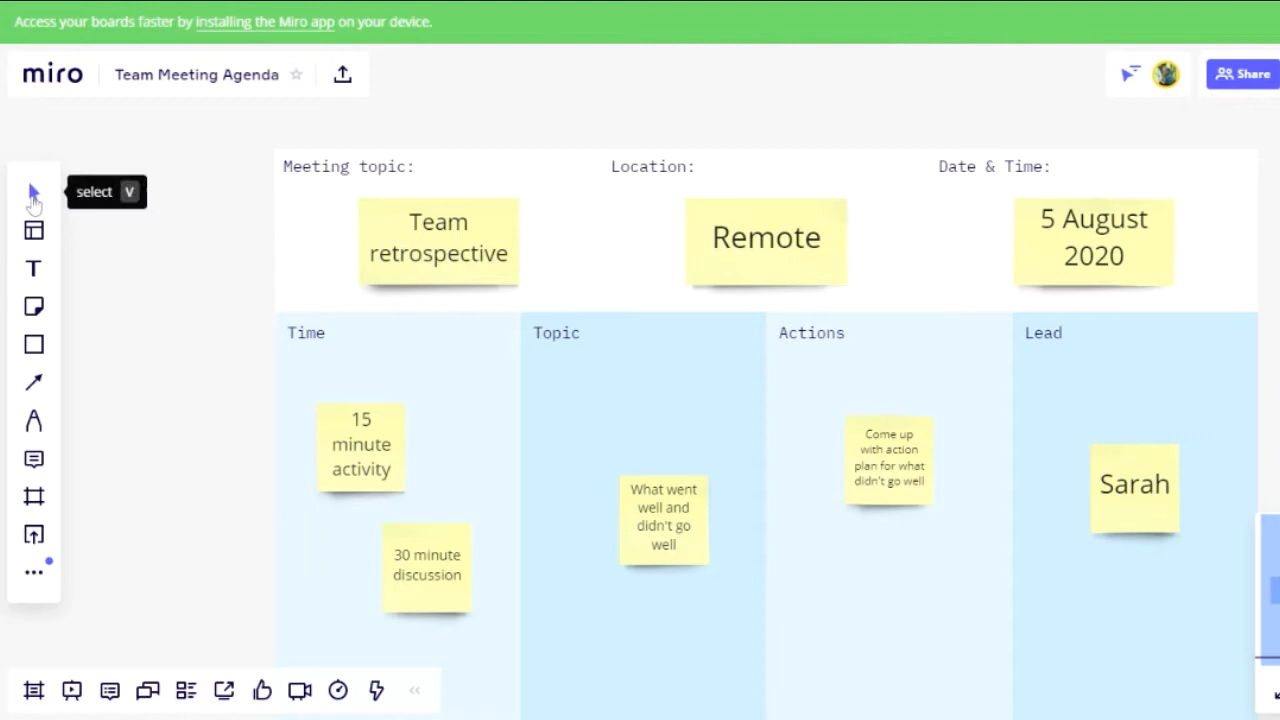 Access your boards faster by installing the Miro app on your device.
miro
Team Meeting Agenda
Share
select V
Meeting topic:
Location:
Date & Time:
Team
retrospective
Remote
5 August
2020
Time
Topic
Actions
Lead
15
minute
activity
30 minute
discussion
What went
well and
didn't go
well
Come up
with action
plan for what
didn't go well
Sarah